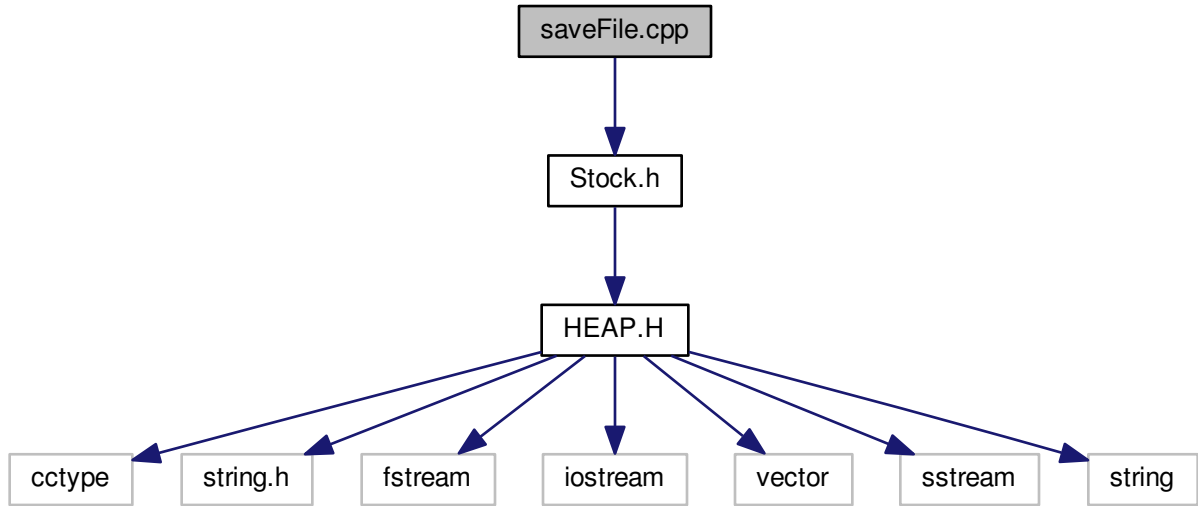 saveFile.cpp
Stock.h
HEAP.H
cctype
string.h
fstream
iostream
vector
sstream
string